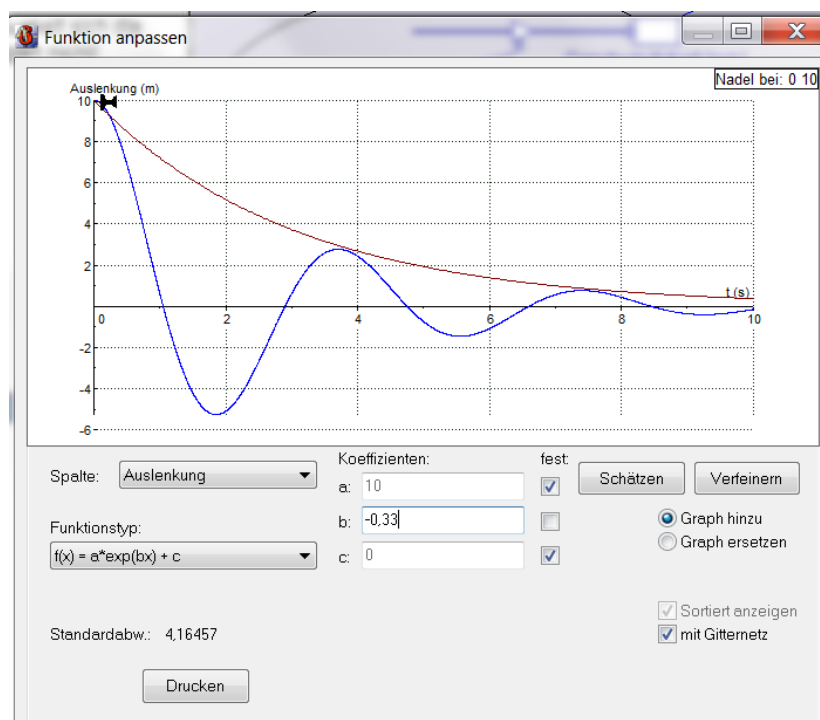 Funktion anpassen
Nadel bei: 0 10
Auslenkung (m)
10
8
6
4
2
t (s)
0 2 4 6 8 10
-2
-4
-6
Spalte: Auslenkung
Koeffizienten: fest:
a: 10
Schätzen Verfeinern
b: -0,33
Funktionstyp:
Graph hinzu
Graph ersetzen
f(x) = a*exp(bx) + c
c: 0
Sortiert anzeigen
Standardabw.: 4,16457
mit Gitternetz
Drucken